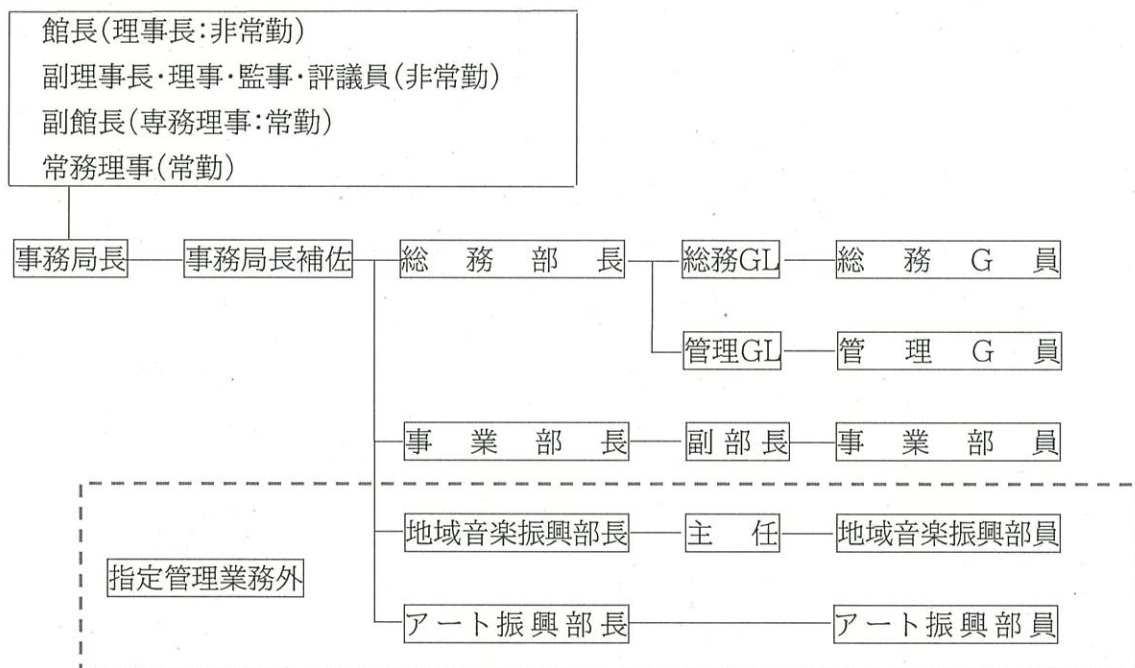 館長(理事長:非常勤)
副理事長・理事・監事・評議員(非常勤)
副館長(専務理事:常勤)
常務理事(常勤)
事務局長 事務局長補佐 総務部長 総務GL 総務G員
管理GL 管理G員
事業部長 副部長 事業部員
地域音楽振興部長 主任 地域音楽振興部員
指定管理業務外
アート振興部長 アート振興部員